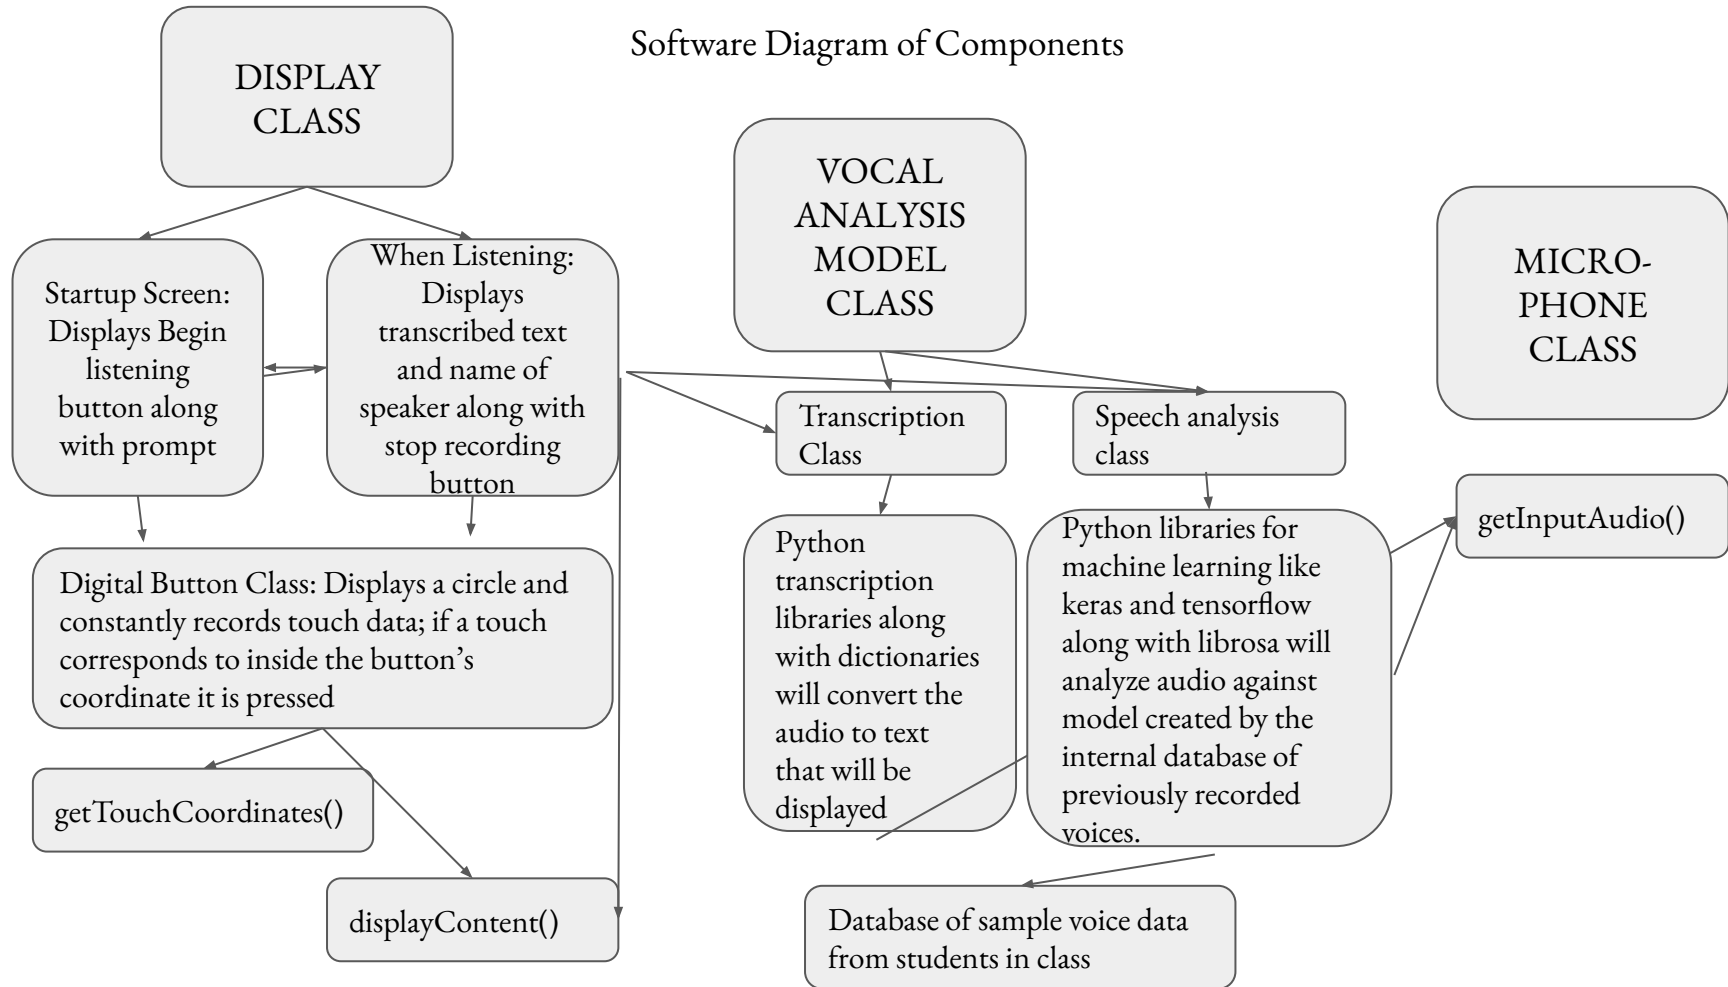 Software Diagram of Components
DISPLAY
CLASS
VOCAL
ANALYSIS
MODEL
CLASS
MICRO-
PHONE
CLASS
Startup Screen:
Displays Begin
listening
button along
with prompt
When Listening:
Displays
transcribed text
and name of
speaker along with
stop recording
button
Transcription
Class
Speech analysis
class
getInputAudio()
Digital Button Class: Displays a circle and
constantly records touch data; if a touch
corresponds to inside the button’s
coordinate it is pressed
Python
transcription
libraries along
with dictionaries
will convert the
audio to text
that will be
displayed
Python libraries for
machine learning like
keras and tensorflow
along with librosa will
analyze audio against
model created by the
internal database of
previously recorded
voices.
getTouchCoordinates()
displayContent()
Database of sample voice data
from students in class